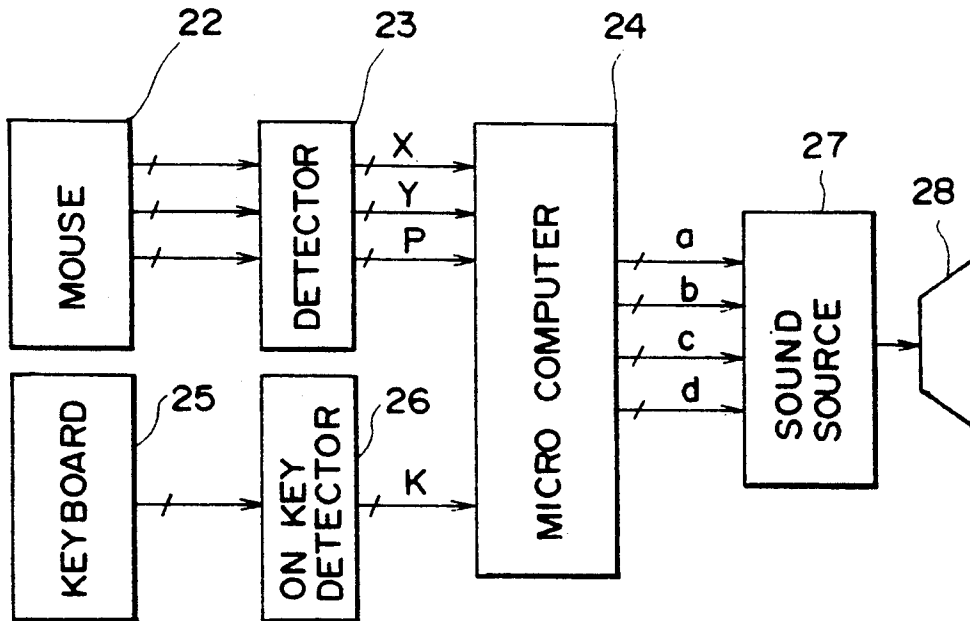 22
23
24
27
28
MOUSE
DETECTOR
X
Y
P
MICRO COMPUTER
a
b
c
d
SOUND
SOURCE
25
26
KEYBOARD
ON KEY
DETECTOR
K